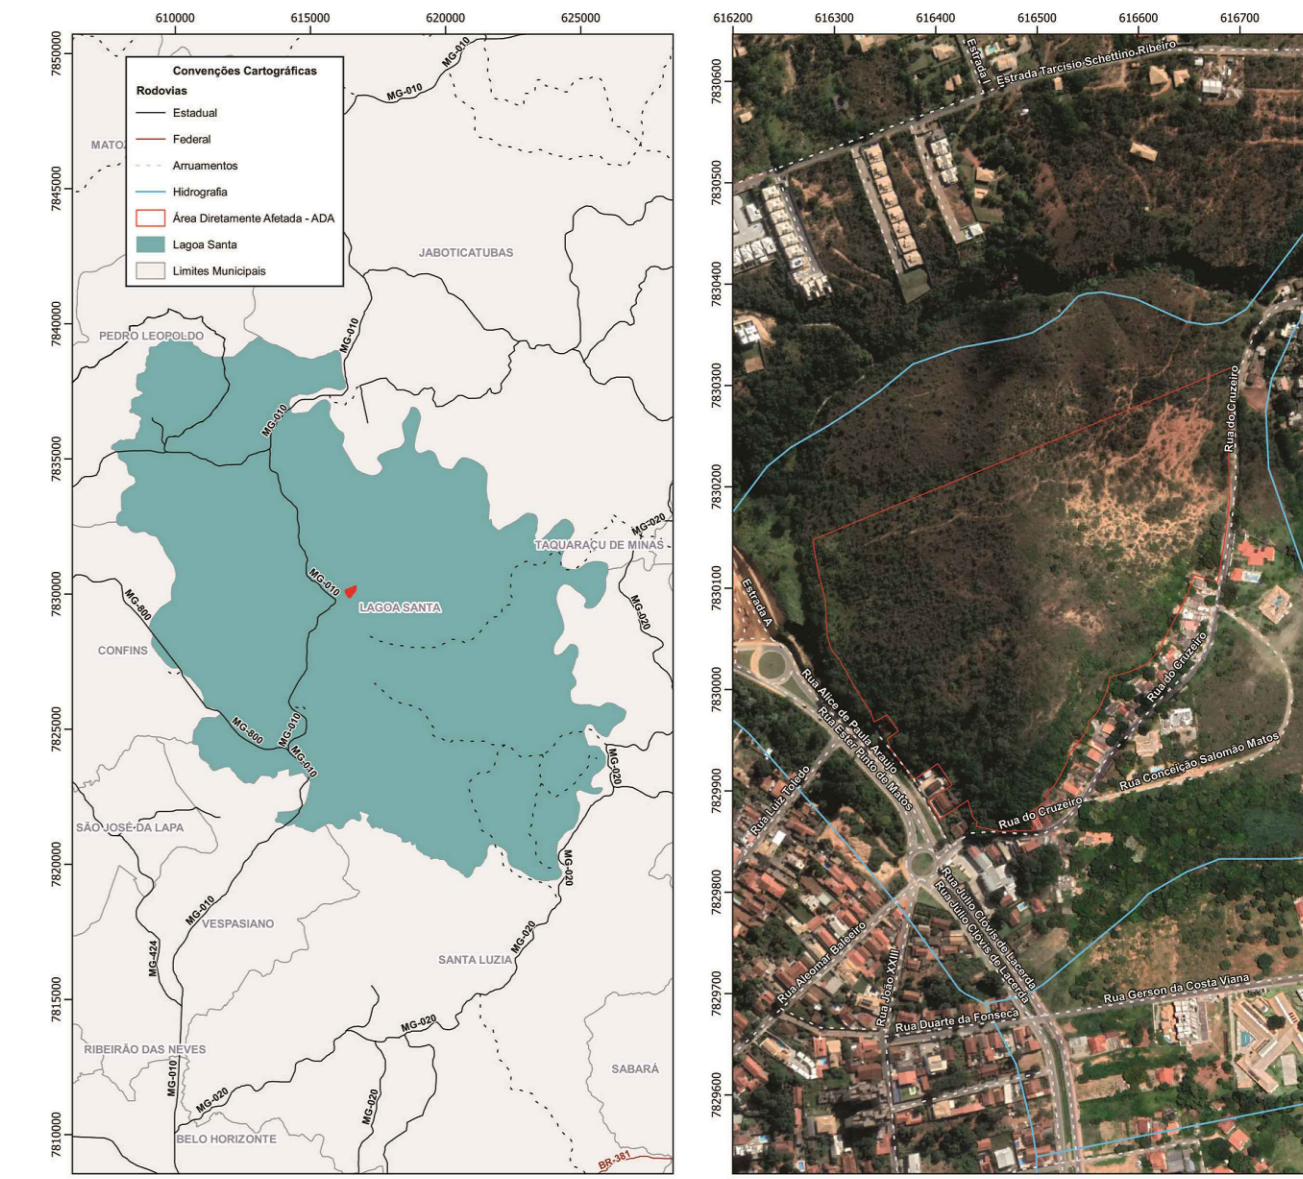 610000 615000 620000 625000
7850000
7845000
7840000
7835000
7830000
7825000
7820000
7815000
7810000
Convenções Cartográficas
Rodovias
Estadual
Federal
Arruamentos
Hidrografia
Área Diretamente Afetada - ADA
Lagoa Santa
Limites Municipais
MG-010
MG-010
MATOZ
JABOTICATUBAS
PEDRO LEOPOLDO
MG-010
MG-010
MG-020
TAQUARAÇU DE MINAS
MG-010
LAGOA SANTA
MG-800
MG-020
CONFINS
MG-800
MG-010
MG-010
MG-020
SÃO JOSÉ DA LAPA
MG-020
MG-010
VESPASIANO
MG-424
MG-020
SANTA LUZIA
MG-020
RIBEIRÃO DAS NEVES
MG-010
MG-020
MG-020
SABARÁ
BELO HORIZONTE
BR-381
616200 616300 616400 616500 616600 616700
7830600
7830500
7830400
7830300
7830200
7830100
7830000
7829900
7829800
7829700
7829600
Estrada I
Estrada Tarcisio Schettino Ribeiro
Rua do Cruzeiro
Estrada A
Rua do Cruzeiro
Rua Alice de Paula Araujo
Rua Ester Pinto de Matos
Rua Luiz Toledo
Rua Conceição Salomão Matos
Rua do Cruzeiro
Rua Júlio Clóvis de Lacerda
Rua Júlio Clóvis de Lacerda
Rua Aleomar Baleeiro
Rua João XXIII
Rua Gerson da Costa Viana
Rua Duarte da Fonseca